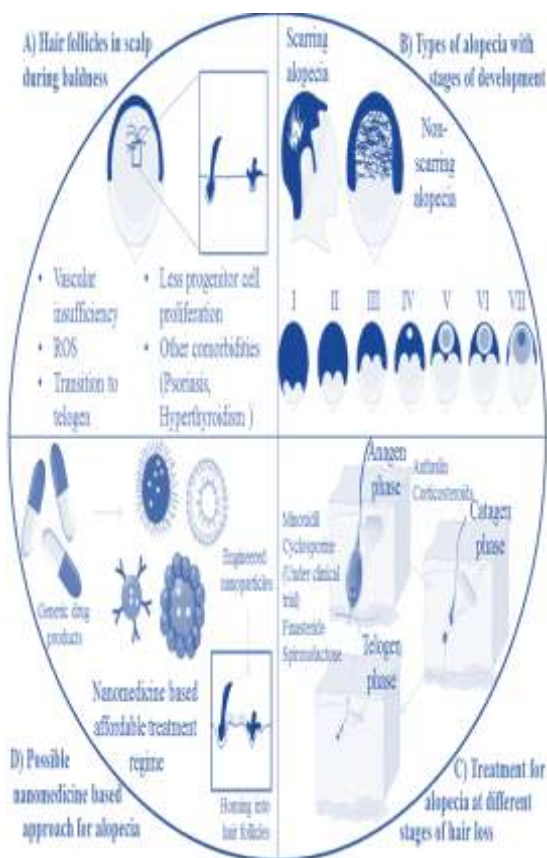 A) Hair follicles in scalp
during baldness
• Vascular
insufficiency
• ROS
• Transition to
telogen
• Less progenitor cell
proliferation
• Other comorbidities
(Psoriasis,
Hyperthyroidism )
Scarring
alopecia
B) Types of alopecia with
stages of development
Non-
scarring
alopecia
I II III IV V VI VII
Generic drug
products
Engineered
nanoparticles
Nanomedicine based
affordable treatment
regime
Homing into
hair follicles
D) Possible
nanomedicine based
approach for alopecia
Anagen
phase
Anthralin
Corticosteroids
Catagen
phase
Minoxidil
Cyclosporine
(Under clinical
trial)
Finasteride
Spironolactone
Telogen
phase
C) Treatment for
alopecia at different
stages of hair loss